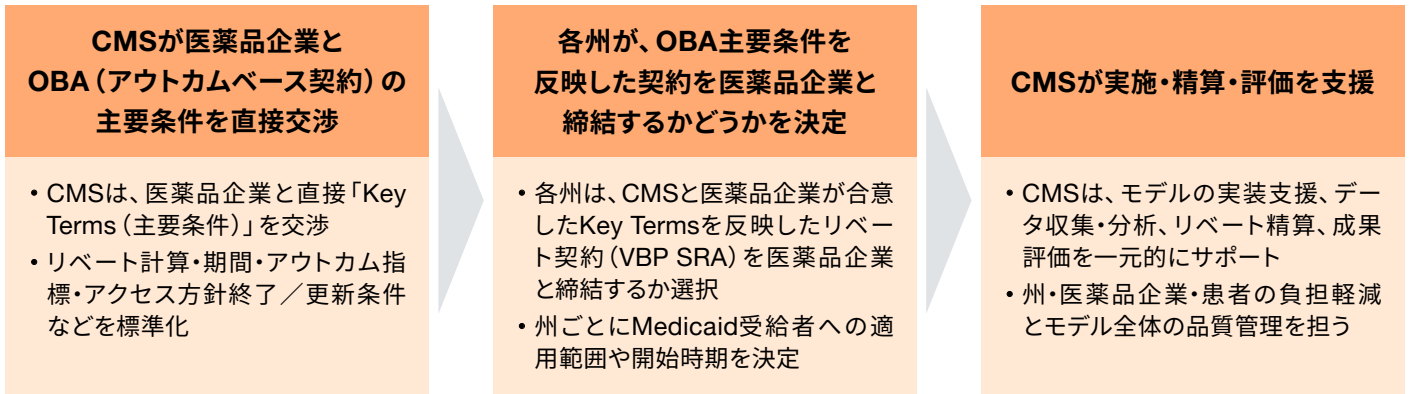 CMSが医薬品企業と
OBA（アウトカムベース契約）の
主要条件を直接交渉
• CMSは、医薬品企業と直接「Key
Terms（主要条件）」を交渉
• リベート計算・期間・アウトカム指
標・アクセス方針終了／更新条件
などを標準化
各州が、OBA主要条件を
反映した契約を医薬品企業と
締結するかどうかを決定
• 各州は、CMSと医薬品企業が合意
したKey Termsを反映したリベー
ト契約（VBP SRA）を医薬品企業
と締結するか選択
• 州ごとにMedicaid受給者への適
用範囲や開始時期を決定
CMSが実施・精算・評価を支援
• CMSは、モデルの実装支援、デー
タ収集・分析、リベート精算、成果
評価を一元的にサポート
• 州・医薬品企業・患者の負担軽減
とモデル全体の品質管理を担う